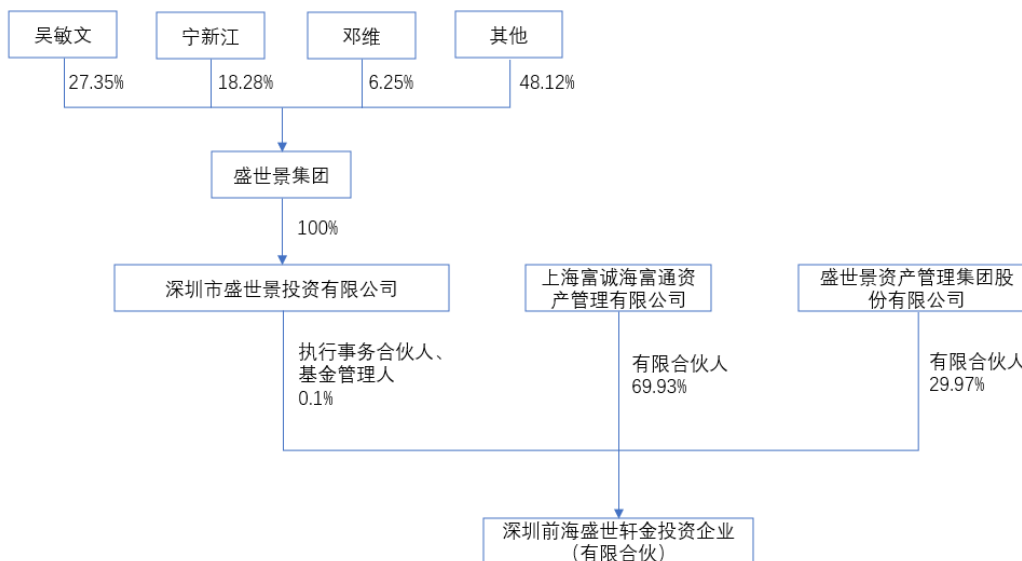 吴敏文
宁新江
邓维
其他
27.35%
18.28%
6.25%
48.12%
盛世景集团
100%
深圳市盛世景投资有限公司
上海富诚海富通资
产管理有限公司
盛世景资产管理集团股
份有限公司
执行事务合伙人、
基金管理人
0.1%
有限合伙人
69.93%
有限合伙人
29.97%
深圳前海盛世轩金投资企业
（有限合伙）